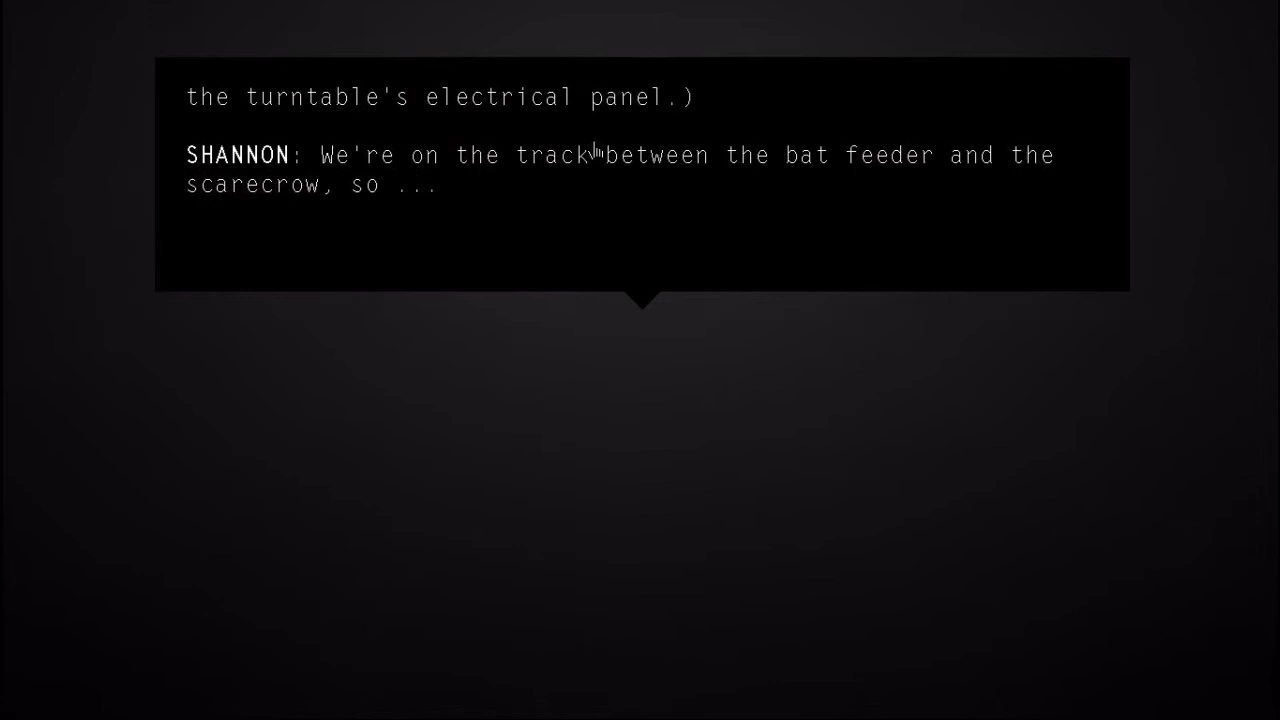 the turntable's electrical panel.)
SHANNON: We're on the track between the bat feeder and the
scarecrow, so ...